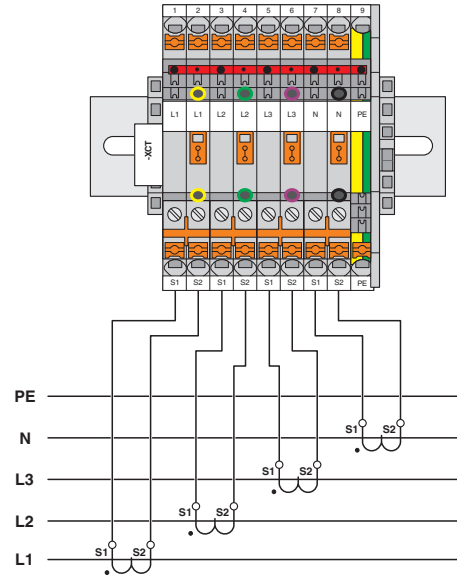 1 2 3 4 5 6 7 8 9
L1 L1 L2 L2 L3 L3 N N PE
-XCT
S1 S2 S1 S2 S1 S2 S1 S2 PE
PE
S1 S2
N
S1 S2
L3
S1 S2
L2
S1 S2
L1